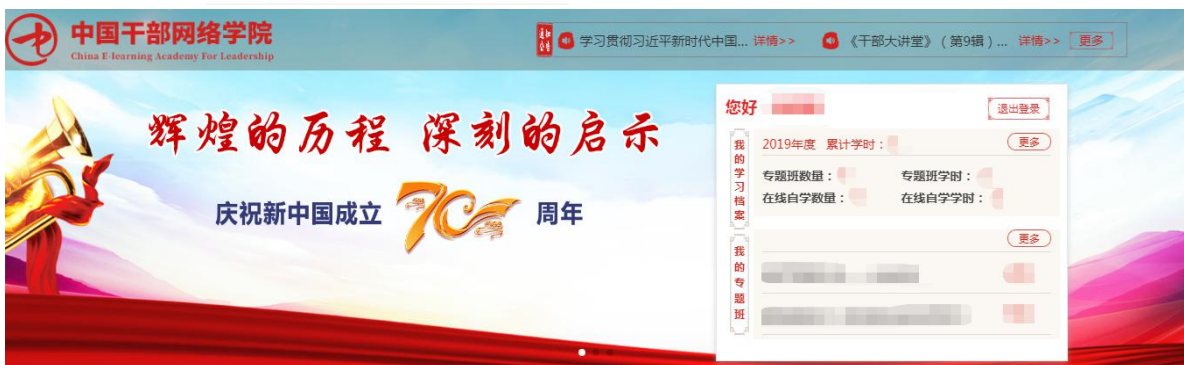 中国干部网络学院
China E-learning Academy For Leadership
通知公告
学习贯彻习近平新时代中国... 详情>>
《干部大讲堂》（第9辑）... 详情>>
更多
辉煌的历程 深刻的启示
庆祝新中国成立 70 周年
您好
退出登录
我的学习档案
2019年度 累计学时：
更多
专题班数量： 专题班学时：
在线自学数量： 在线自学学时：
我的专题班
更多